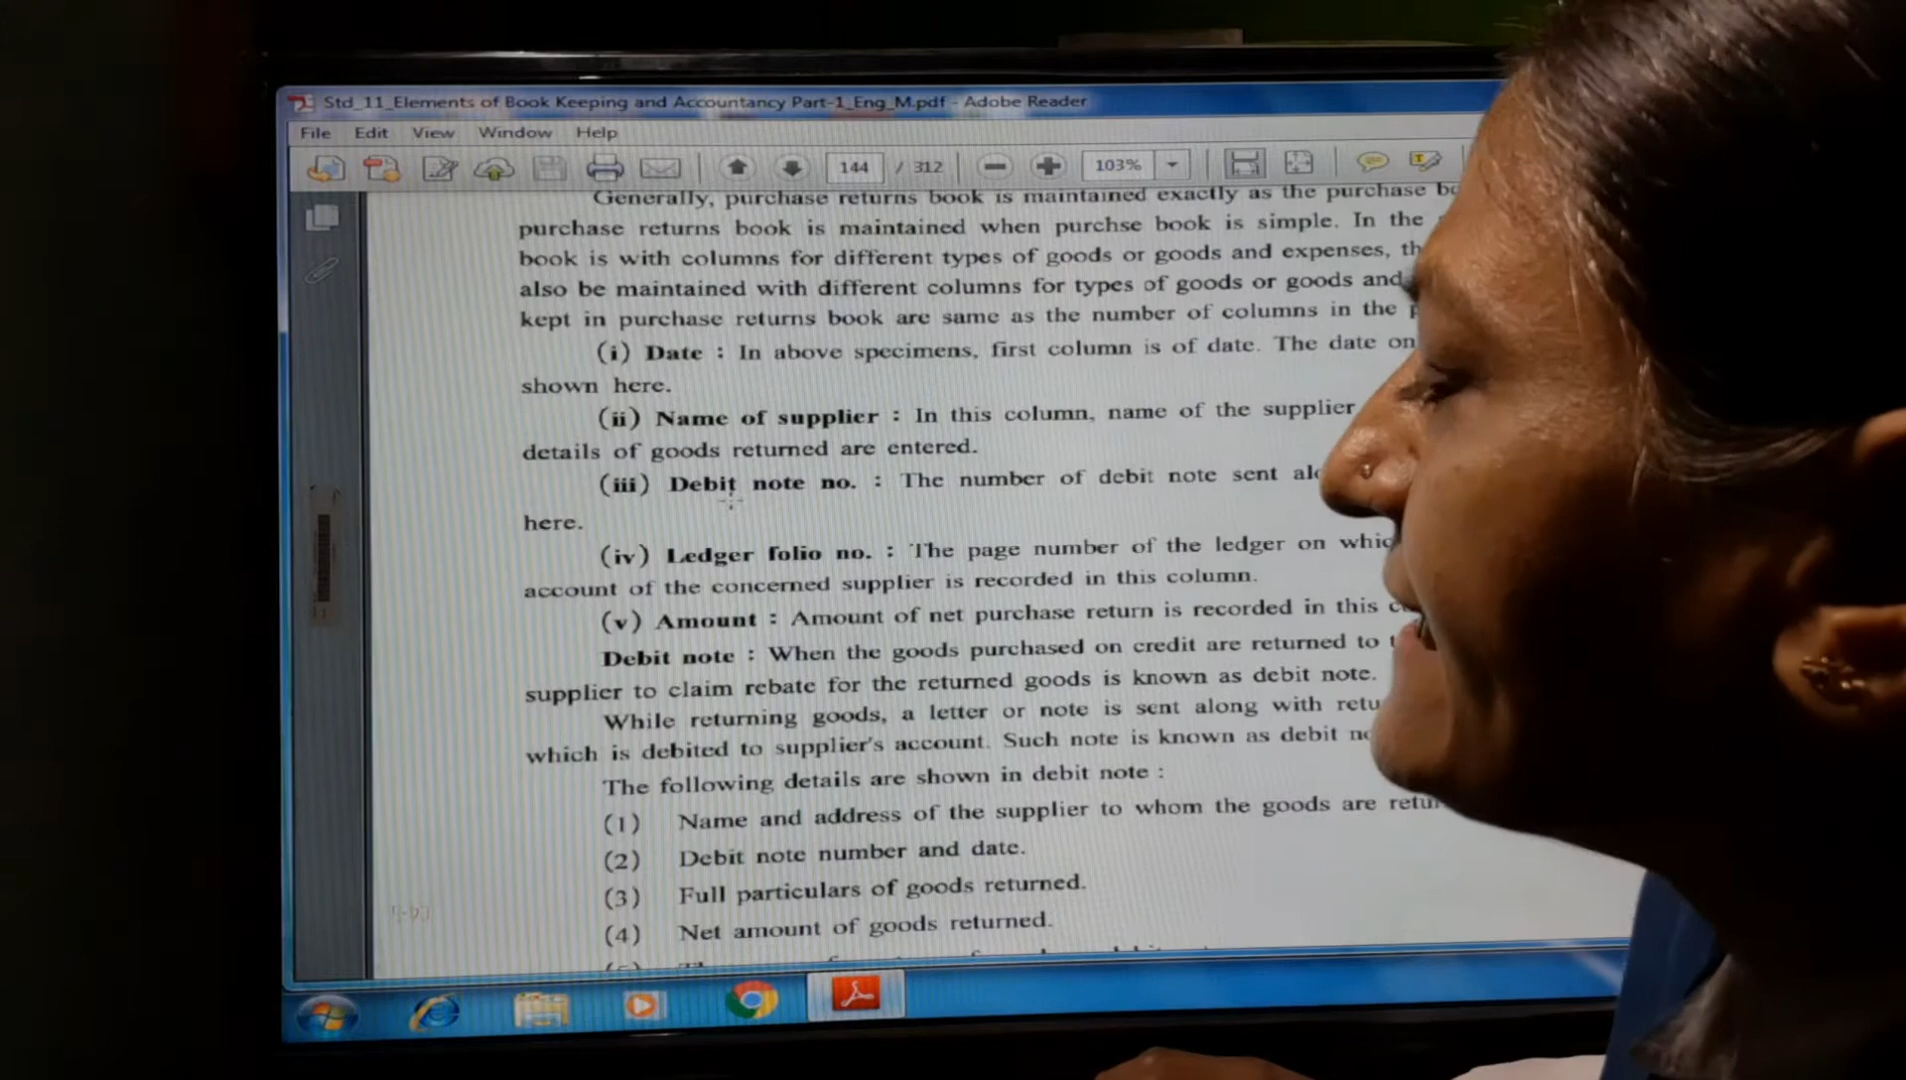 Std_11_Elements of Book Keeping and Accountancy Part-1_Eng_M.pdf - Adobe Reader
File Edit View Window Help
144 / 312 103%
Generally, purchase returns book is maintained exactly as the purchase
purchase returns book is maintained when purchse book is simple. In the
book is with columns for different types of goods or goods and expenses,
also be maintained with different columns for types of goods or goods and
kept in purchase returns book are same as the number of columns in the
(i) Date : In above specimens, first column is of date. The date on
shown here.
(ii) Name of supplier : In this column, name of the supplier
details of goods returned are entered.
(iii) Debit note no. : The number of debit note sent
here.
(iv) Ledger folio no. : The page number of the ledger on
account of the concerned supplier is recorded in this column.
(v) Amount : Amount of net purchase return is recorded in this
Debit note : When the goods purchased on credit are returned to
supplier to claim rebate for the returned goods is known as debit note.
While returning goods, a letter or note is sent along with
which is debited to supplier's account. Such note is known as debit
The following details are shown in debit note :
(1) Name and address of the supplier to whom the goods are
(2) Debit note number and date.
(3) Full particulars of goods returned.
(4) Net amount of goods returned.